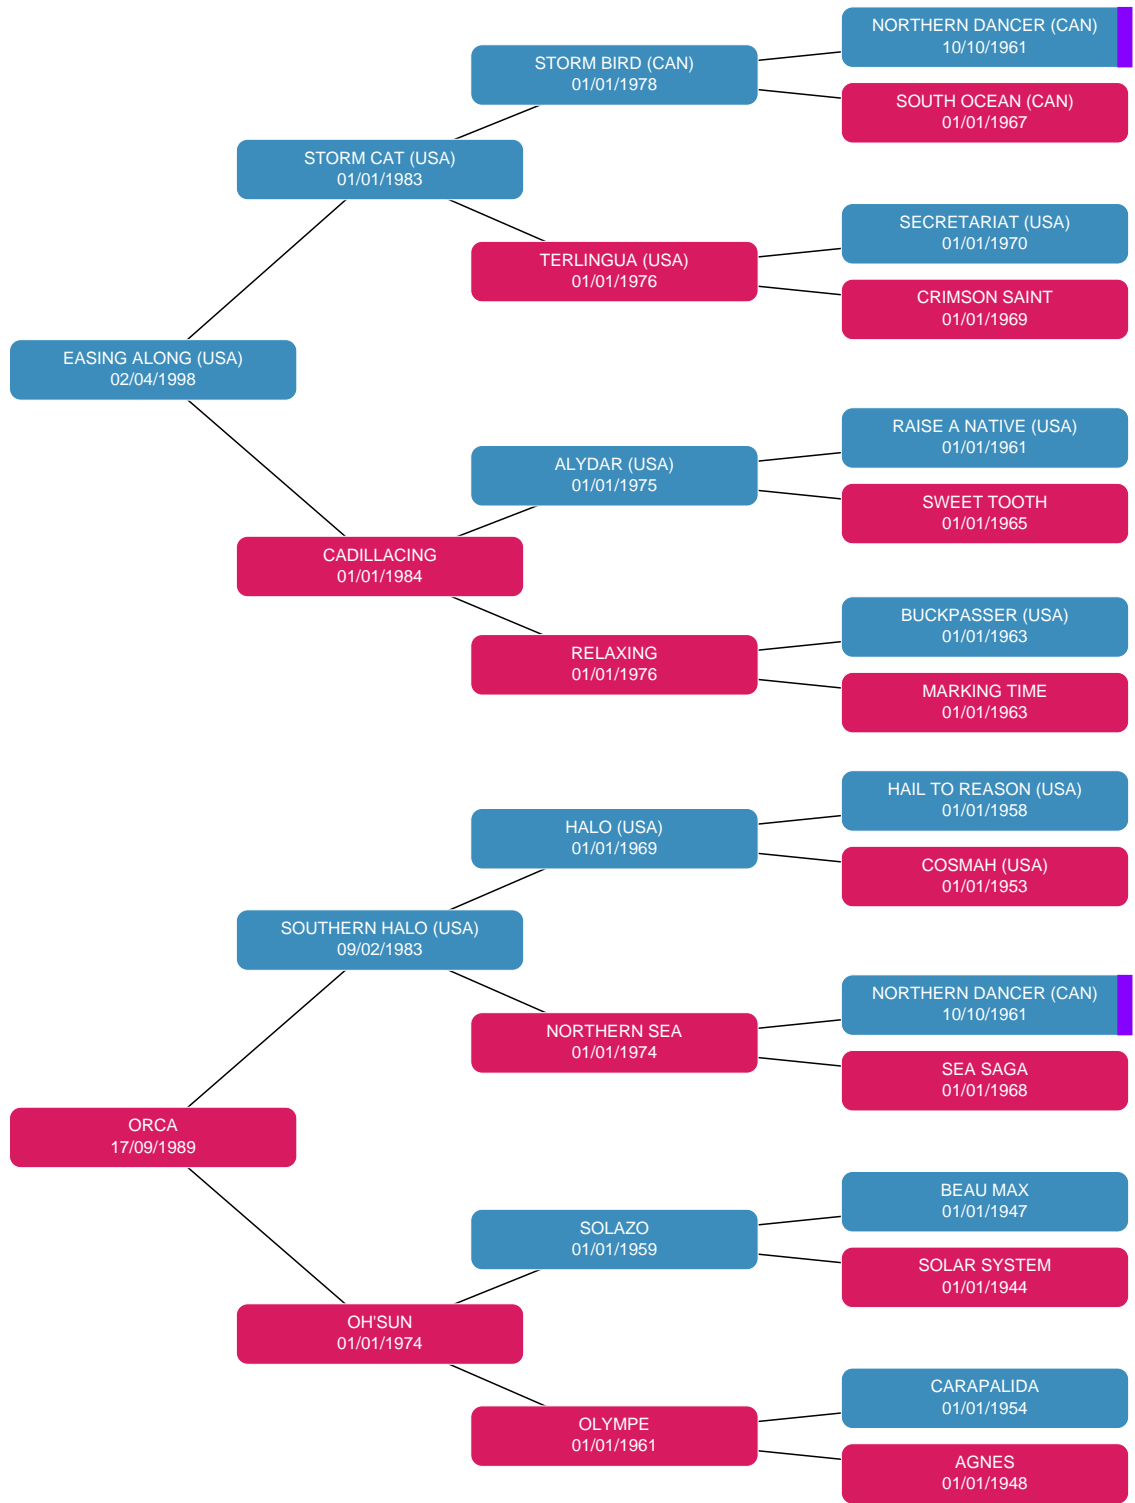 NORTHERN DANCER (CAN)
10/10/1961
STORM BIRD (CAN)
01/01/1978
SOUTH OCEAN (CAN)
01/01/1967
STORM CAT (USA)
01/01/1983
SECRETARIAT (USA)
01/01/1970
TERLINGUA (USA)
01/01/1976
CRIMSON SAINT
01/01/1969
EASING ALONG (USA)
02/04/1998
RAISE A NATIVE (USA)
01/01/1961
ALYDAR (USA)
01/01/1975
SWEET TOOTH
01/01/1965
CADILLACING
01/01/1984
BUCKPASSER (USA)
01/01/1963
RELAXING
01/01/1976
MARKING TIME
01/01/1963
HAIL TO REASON (USA)
01/01/1958
HALO (USA)
01/01/1969
COSMAH (USA)
01/01/1953
SOUTHERN HALO (USA)
09/02/1983
NORTHERN DANCER (CAN)
10/10/1961
NORTHERN SEA
01/01/1974
SEA SAGA
01/01/1968
ORCA
17/09/1989
BEAU MAX
01/01/1947
SOLAZO
01/01/1959
SOLAR SYSTEM
01/01/1944
OH'SUN
01/01/1974
CARAPALIDA
01/01/1954
OLYMPE
01/01/1961
AGNES
01/01/1948